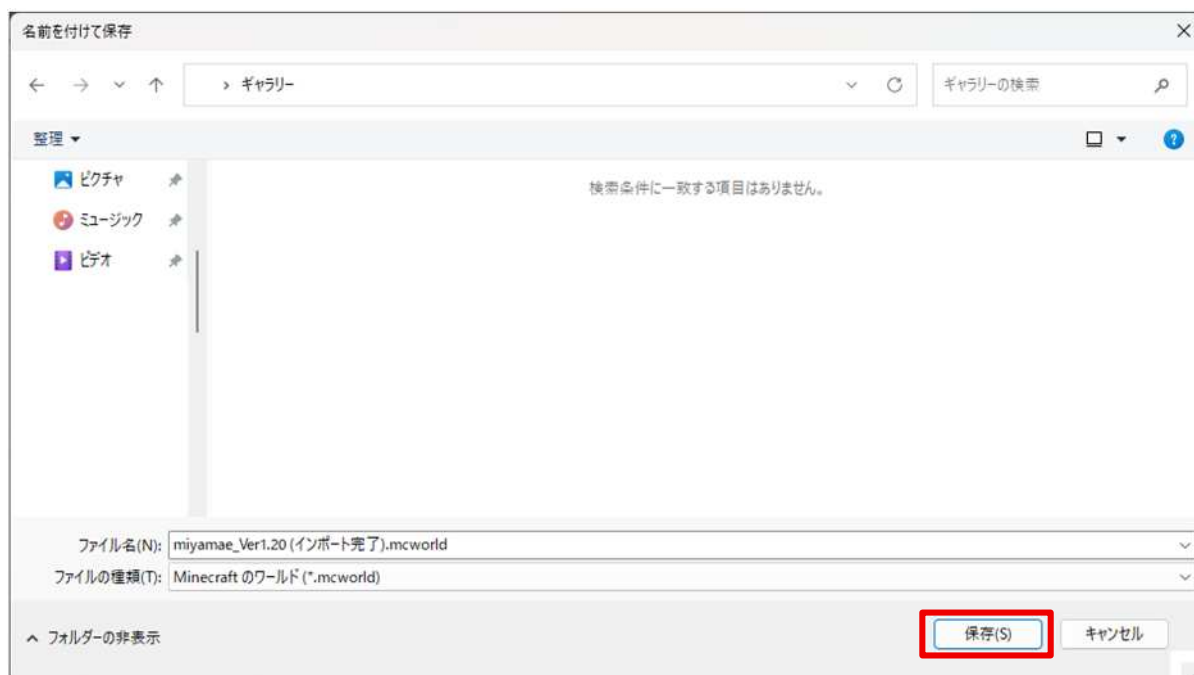 名前を付けて保存
ギャラリー
ギャラリーの検索
整理
ピクチャ
検索条件に一致する項目はありません。
ミュージック
ビデオ
ファイル名(N): miyamae_Ver1.20 (インポート完了).mcworld
ファイルの種類(T): Minecraft のワールド (*.mcworld)
フォルダーの非表示
保存(S)
キャンセル